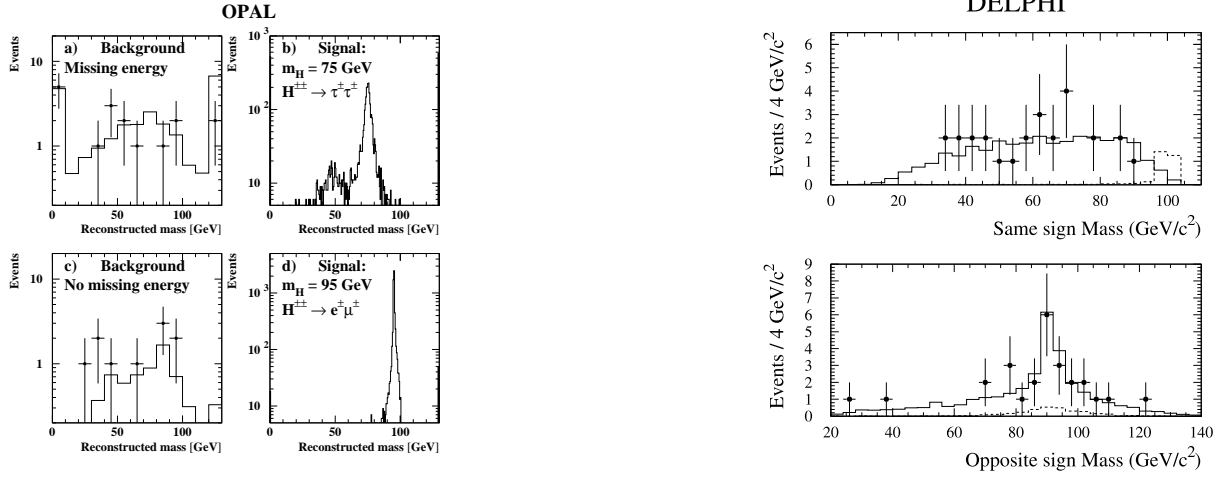 OPAL
DELPHI
Events
a) Background
Missing energy
10
1
0 50 100
Reconstructed mass [GeV]
Events
b) Signal:
m_H = 75 GeV
H^±± → τ^± τ^±
10^3
10^2
10
0 50 100
Reconstructed mass [GeV]
Events
c) Background
No missing energy
10
1
0 50 100
Reconstructed mass [GeV]
Events
d) Signal:
m_H = 95 GeV
H^±± → e^± μ^±
10^3
10^2
10
0 50 100
Reconstructed mass [GeV]
Events / 4 GeV/c^2
6
5
4
3
2
1
0
0 20 40 60 80 100
Same sign Mass (GeV/c^2)
Events / 4 GeV/c^2
9
8
7
6
5
4
3
2
1
0
20 40 60 80 100 120 140
Opposite sign Mass (GeV/c^2)